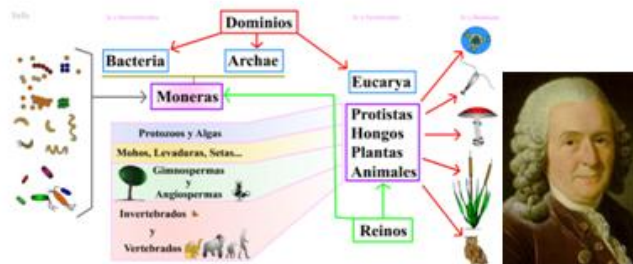 Dominios
Bacteria
Archae
Eucarya
Moneras
Protistas
Hongos
Plantas
Animales
Protozoos y Algas
Mohos, Levaduras, Setas...
Gimnospermas
y
Angiospermas
Invertebrados
y
Vertebrados
Reinos